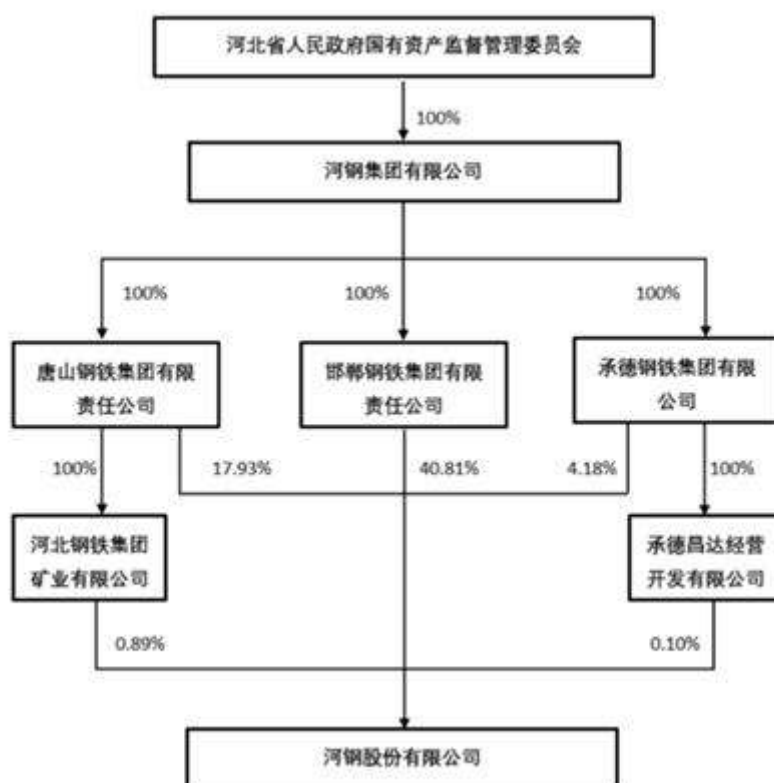 河北省人民政府国有资产监督管理委员会
100%
河钢集团有限公司
100%
100%
100%
唐山钢铁集团有限
责任公司
邯郸钢铁集团有限
责任公司
承德钢铁集团有限
公司
100%
17.93%
40.81%
4.18%
100%
河北钢铁集团
矿业有限公司
承德昌达经营
开发有限公司
0.89%
0.10%
河钢股份有限公司